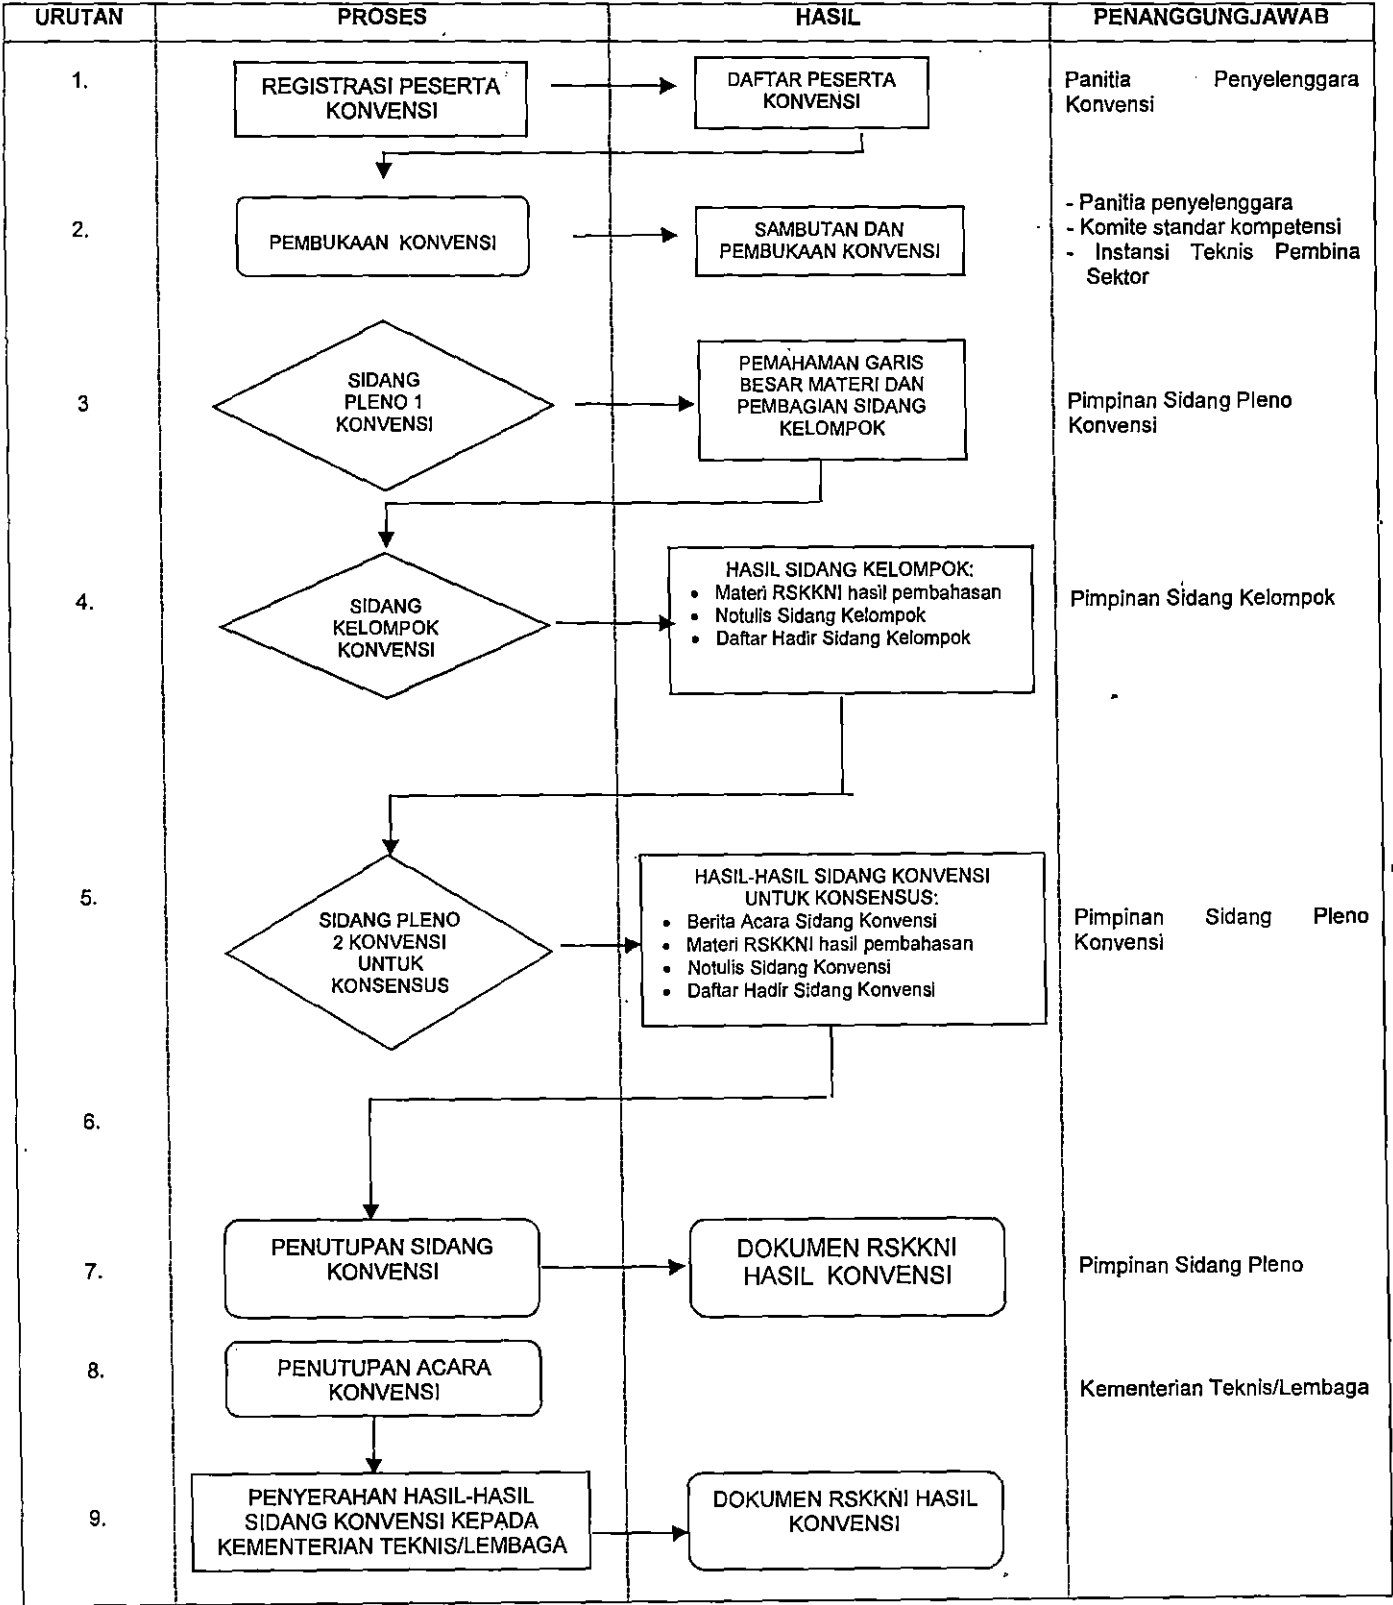 URUTAN PROSES HASIL PENANGGUNGJAWAB
1.
REGISTRASI PESERTA
KONVENSI
DAFTAR PESERTA
KONVENSI
Panitia Penyelenggara
Konvensi
2.
PEMBUKAAN KONVENSI
SAMBUTAN DAN
PEMBUKAAN KONVENSI
- Panitia penyelenggara
- Komite standar kompetensi
- Instansi Teknis Pembina
Sektor
3
SIDANG
PLENO 1
KONVENSI
PEMAHAMAN GARIS
BESAR MATERI DAN
PEMBAGIAN SIDANG
KELOMPOK
Pimpinan Sidang Pleno
Konvensi
4.
SIDANG
KELOMPOK
KONVENSI
HASIL SIDANG KELOMPOK:
• Materi RSKKNI hasil pembahasan
• Notulis Sidang Kelompok
• Daftar Hadir Sidang Kelompok
Pimpinan Sidang Kelompok
5.
SIDANG PLENO
2 KONVENSI
UNTUK
KONSENSUS
HASIL-HASIL SIDANG KONVENSI
UNTUK KONSENSUS:
• Berita Acara Sidang Konvensi
• Materi RSKKNI hasil pembahasan
• Notulis Sidang Konvensi
• Daftar Hadir Sidang Konvensi
Pimpinan Sidang Pleno
Konvensi
6.
7.
PENUTUPAN SIDANG
KONVENSI
DOKUMEN RSKKNI
HASIL KONVENSI
Pimpinan Sidang Pleno
8.
PENUTUPAN ACARA
KONVENSI
Kementerian Teknis/Lembaga
9.
PENYERAHAN HASIL-HASIL
SIDANG KONVENSI KEPADA
KEMENTERIAN TEKNIS/LEMBAGA
DOKUMEN RSKKNI HASIL
KONVENSI